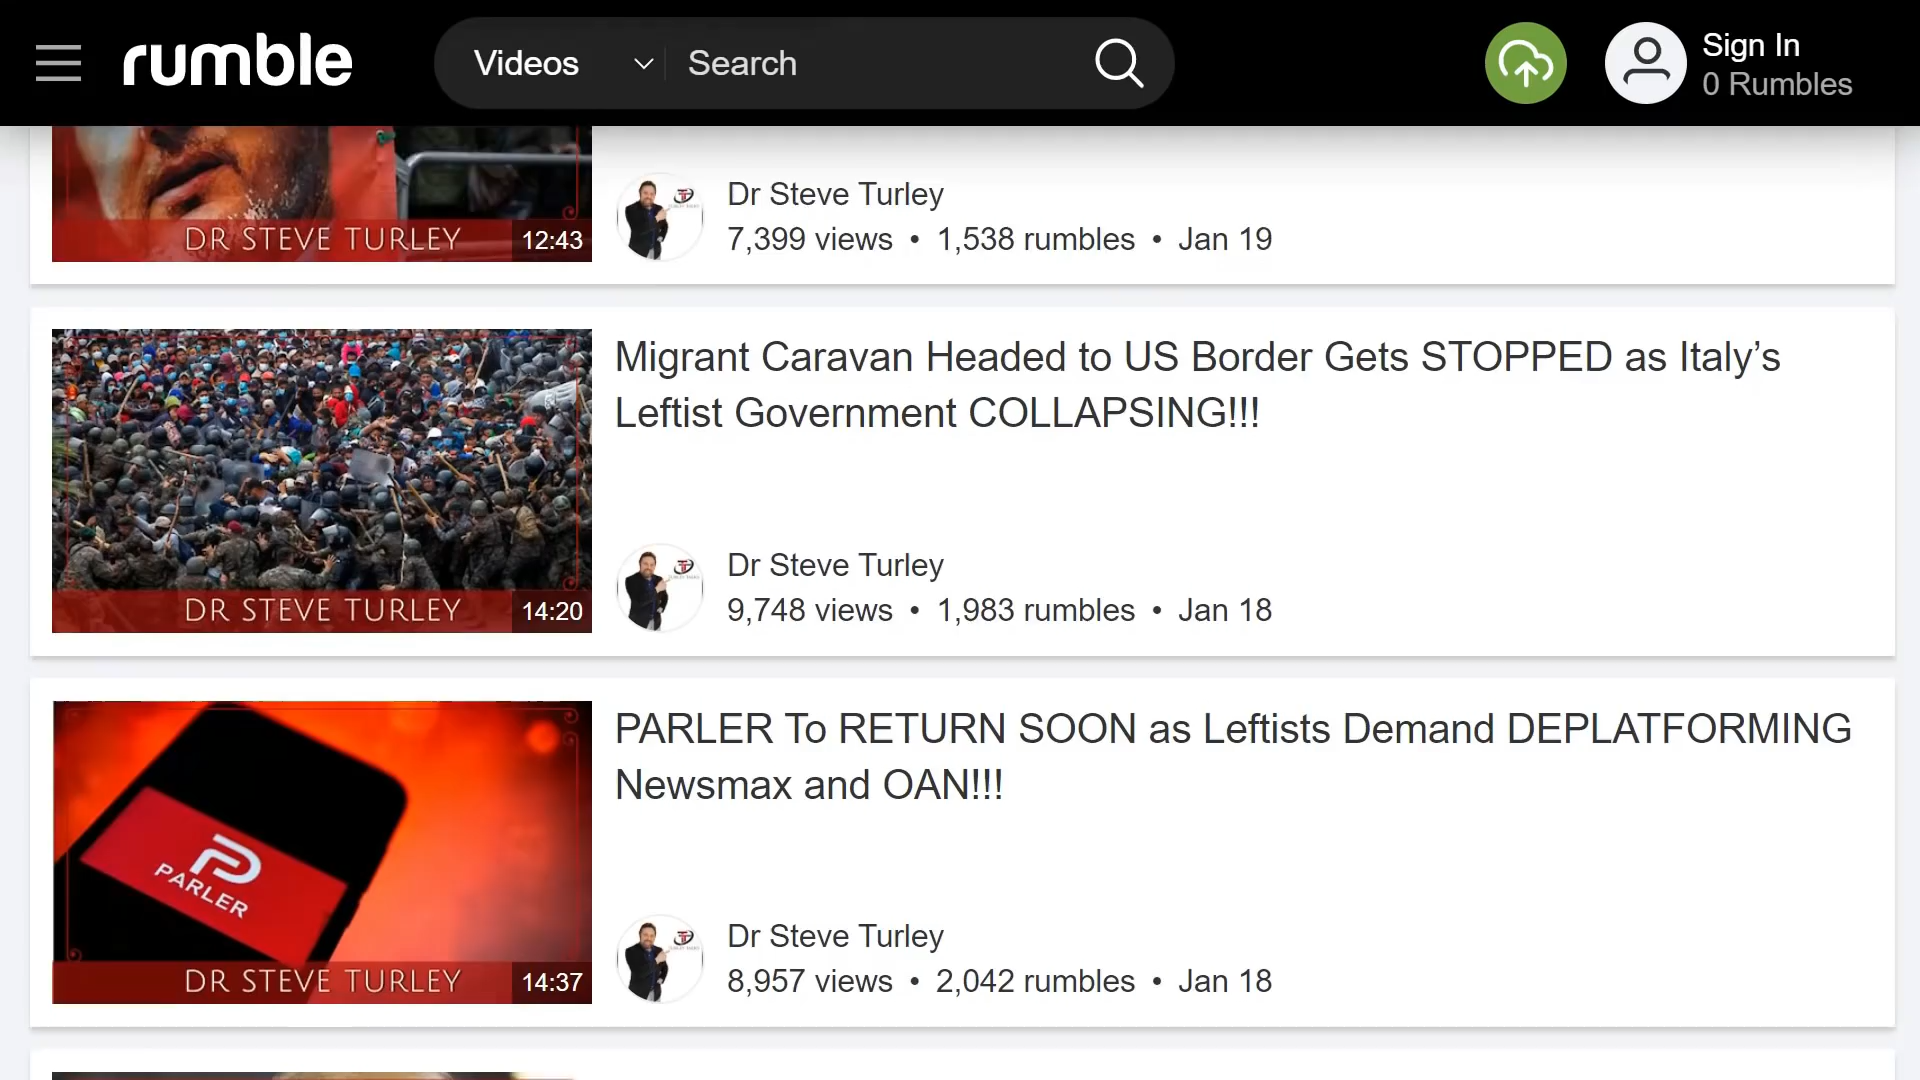 rumble
Videos
Search
Sign In
0 Rumbles
DR STEVE TURLEY
12:43
Dr Steve Turley
7,399 views • 1,538 rumbles • Jan 19
Migrant Caravan Headed to US Border Gets STOPPED as Italy’s
Leftist Government COLLAPSING!!!
DR STEVE TURLEY
14:20
Dr Steve Turley
9,748 views • 1,983 rumbles • Jan 18
PARLER To RETURN SOON as Leftists Demand DEPLATFORMING
Newsmax and OAN!!!
PARLER
DR STEVE TURLEY
14:37
Dr Steve Turley
8,957 views • 2,042 rumbles • Jan 18